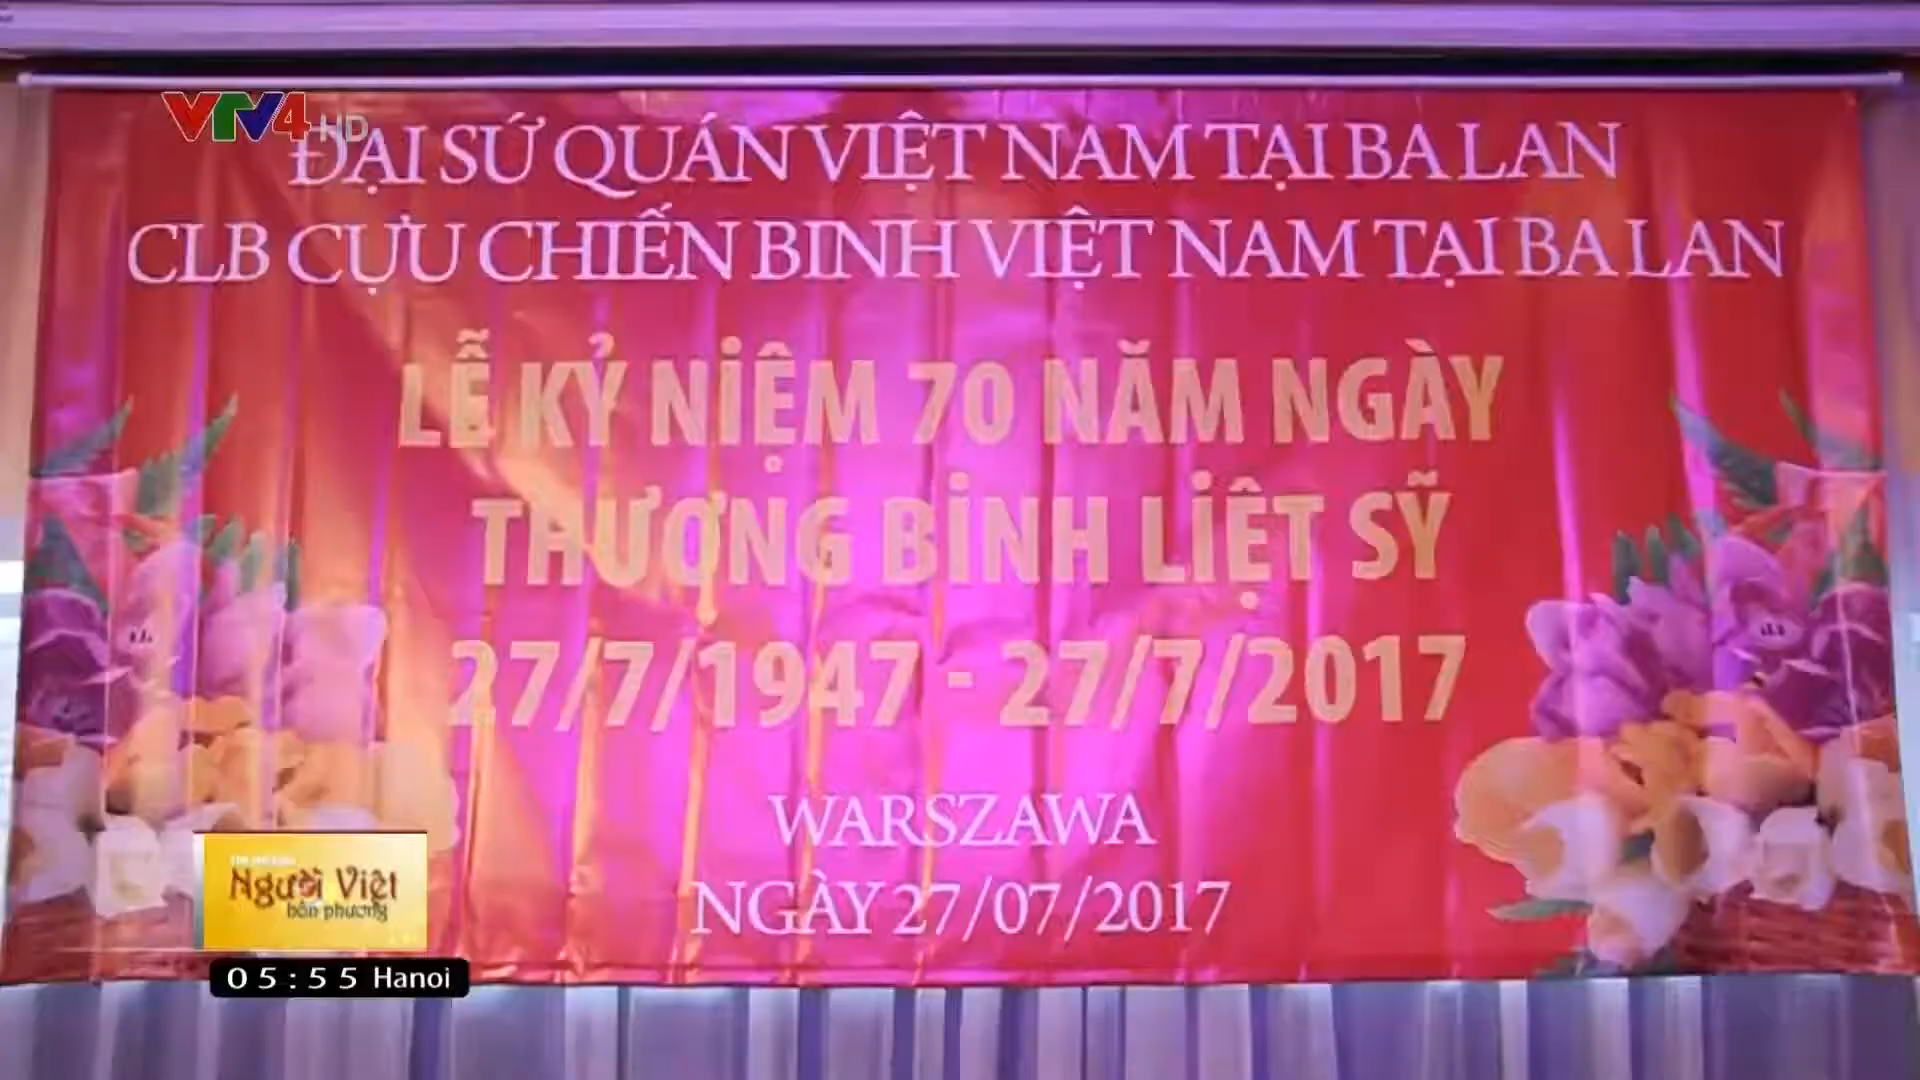 VTV4 HD
ĐẠI SỨ QUÁN VIỆT NAM TẠI BA LAN
CLB CỰU CHIẾN BINH VIỆT NAM TẠI BA LAN
LỄ KỶ NIỆM 70 NĂM NGÀY
THƯỢNG BINH LIỆT SỸ
27/7/1947 - 27/7/2017
WARSZAWA
NGÀY 27/07/2017
Người Việt
bốn phương
05:55 Hanoi